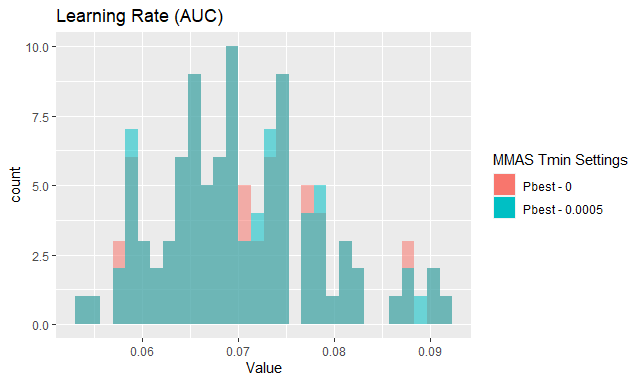 Learning Rate (AUC)
10.0
7.5
5.0
2.5
0.0
count
0.06 0.07 0.08 0.09
Value
MMAS Tmin Settings
Pbest - 0
Pbest - 0.0005